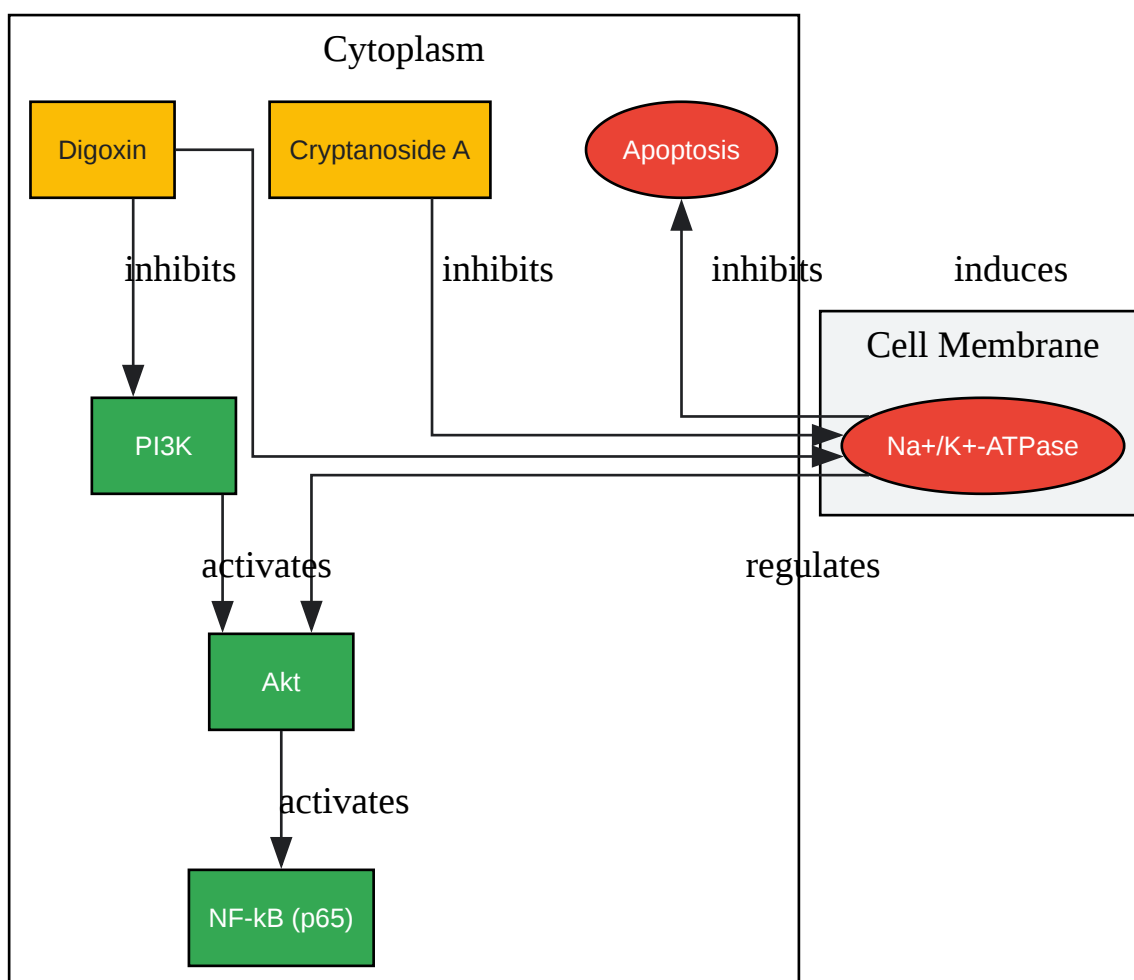 Cytoplasm
Digoxin
Cryptanoside A
Apoptosis
inhibits
inhibits
inhibits
induces
Cell Membrane
PI3K
Na+/K+-ATPase
activates
regulates
Akt
activates
NF-kB (p65)